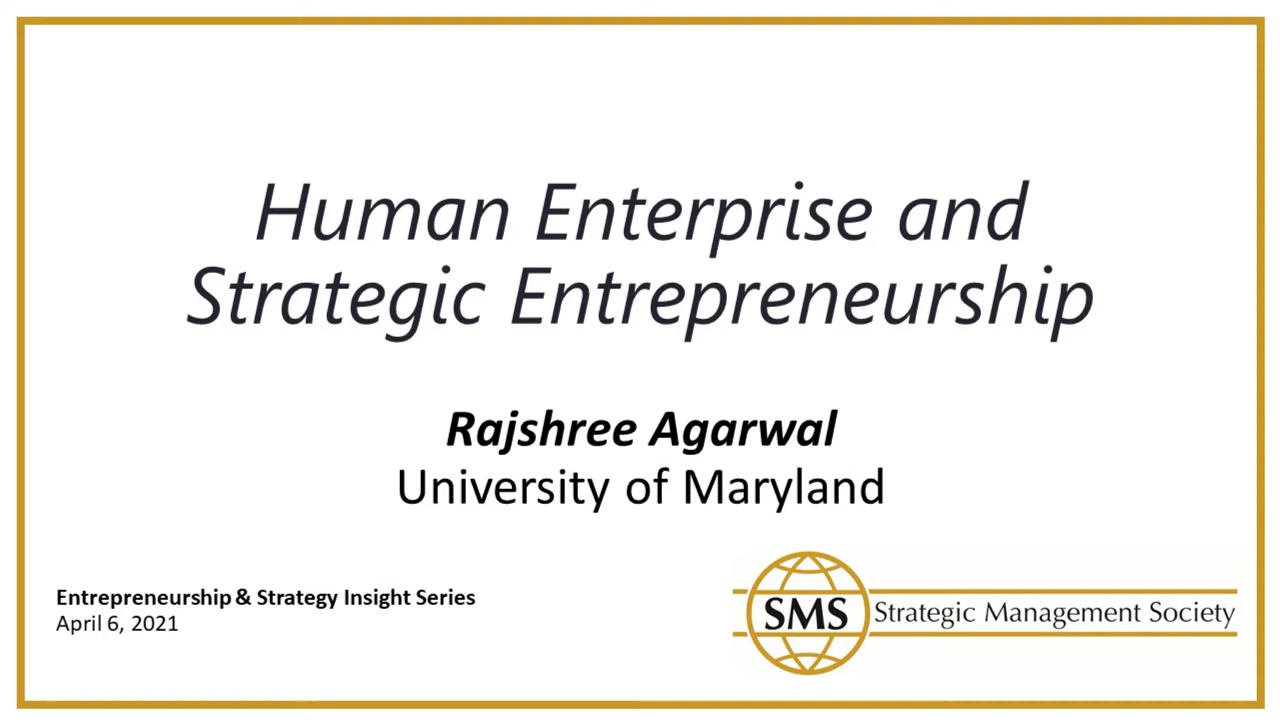 Human Enterprise and
Strategic Entrepreneurship
Rajshree Agarwal
University of Maryland
Entrepreneurship & Strategy Insight Series
April 6, 2021
SMS Strategic Management Society